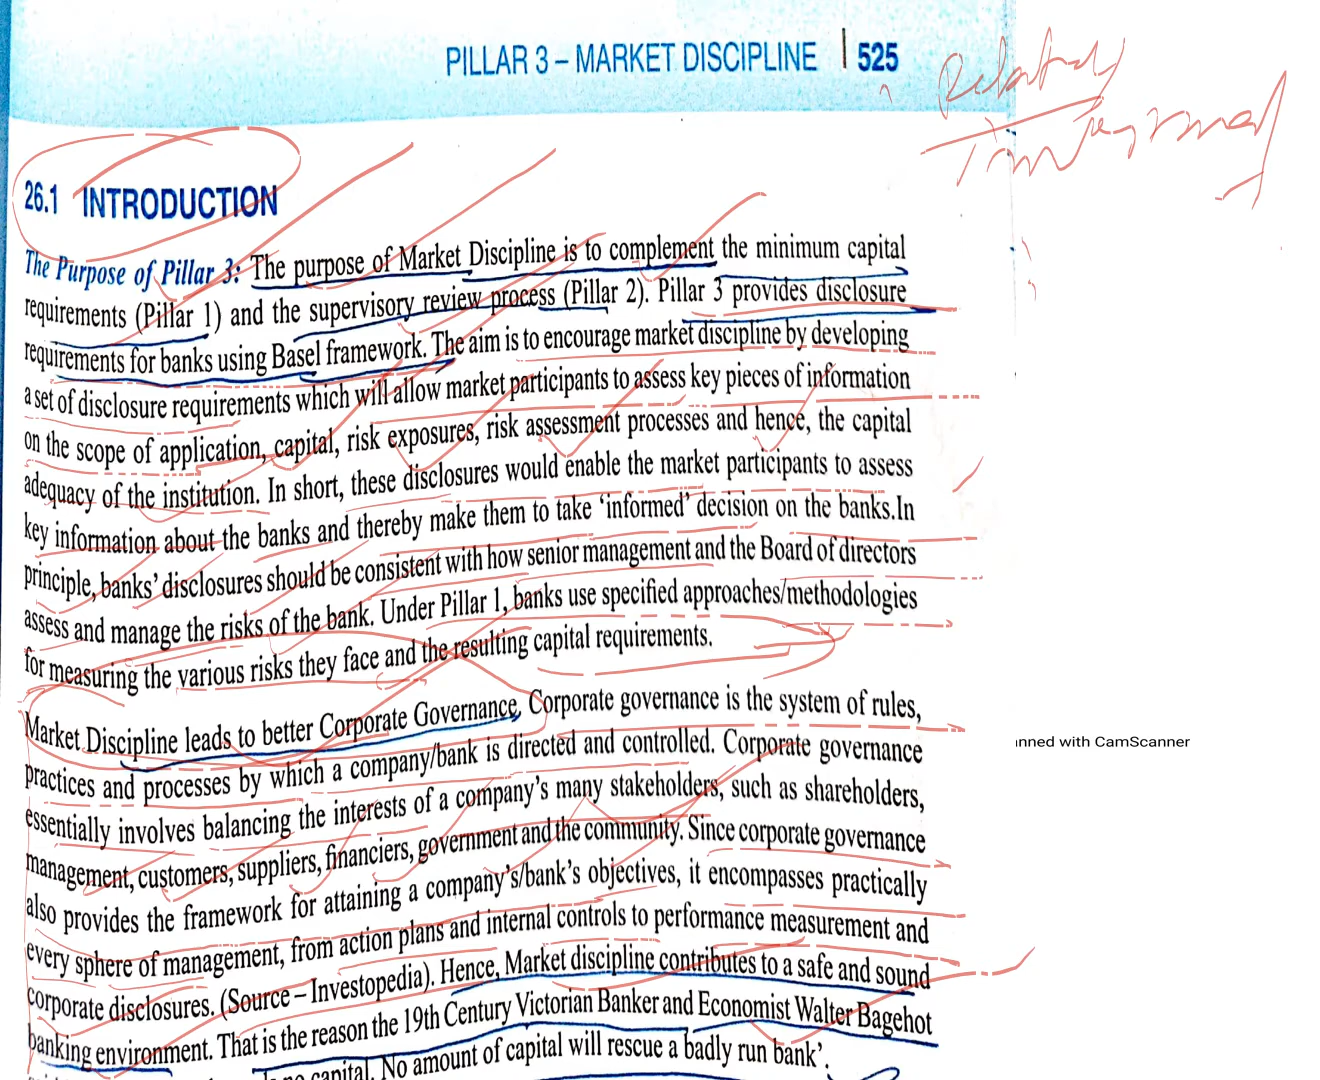 PILLAR 3 – MARKET DISCIPLINE | 525
26.1 INTRODUCTION
The Purpose of Pillar 3: The purpose of Market Discipline is to complement the minimum capital
requirements (Pillar 1) and the supervisory review process (Pillar 2). Pillar 3 provides disclosure
requirements for banks using Basel framework. The aim is to encourage market discipline by developing
a set of disclosure requirements which will allow market participants to assess key pieces of information
on the scope of application, capital, risk exposures, risk assessment processes and hence, the capital
adequacy of the institution. In short, these disclosures would enable the market participants to assess
key information about the banks and thereby make them to take ‘informed’ decision on the banks.In
principle, banks’ disclosures should be consistent with how senior management and the Board of directors
assess and manage the risks of the bank. Under Pillar 1, banks use specified approaches/methodologies
for measuring the various risks they face and the resulting capital requirements.
Market Discipline leads to better Corporate Governance, Corporate governance is the system of rules,
practices and processes by which a company/bank is directed and controlled. Corporate governance
essentially involves balancing the interests of a company’s many stakeholders, such as shareholders,
management, customers, suppliers, financiers, government and the community. Since corporate governance
also provides the framework for attaining a company’s/bank’s objectives, it encompasses practically
every sphere of management, from action plans and internal controls to performance measurement and
corporate disclosures. (Source – Investopedia). Hence, Market discipline contributes to a safe and sound
banking environment. That is the reason the 19th Century Victorian Banker and Economist Walter Bagehot
no capital. No amount of capital will rescue a badly run bank’.
nned with CamScanner